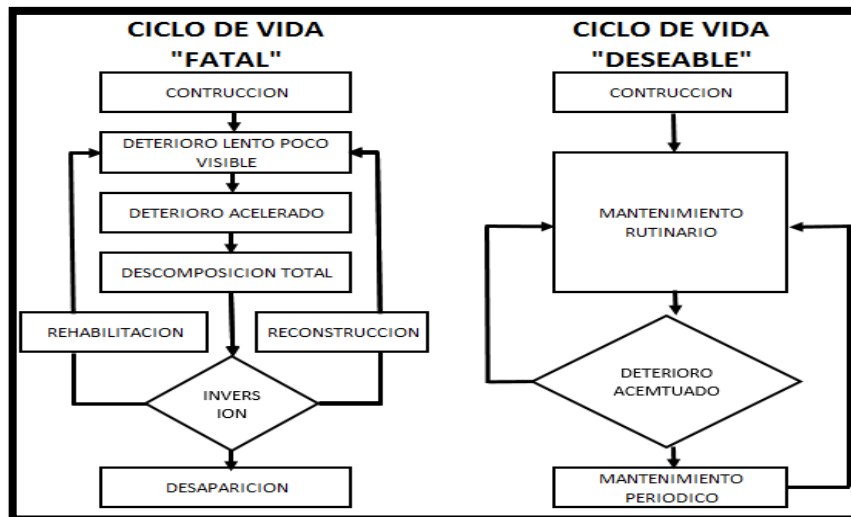 CICLO DE VIDA
"FATAL"
CONTRUCCION
DETERIORO LENTO POCO
VISIBLE
DETERIORO ACELERADO
DESCOMPOSICION TOTAL
REHABILITACION
RECONSTRUCCION
INVERS
ION
DESAPARICION
CICLO DE VIDA
"DESEABLE"
CONTRUCCION
MANTENIMIENTO
RUTINARIO
DETERIORO
ACEMTUADO
MANTENIMIENTO
PERIODICO